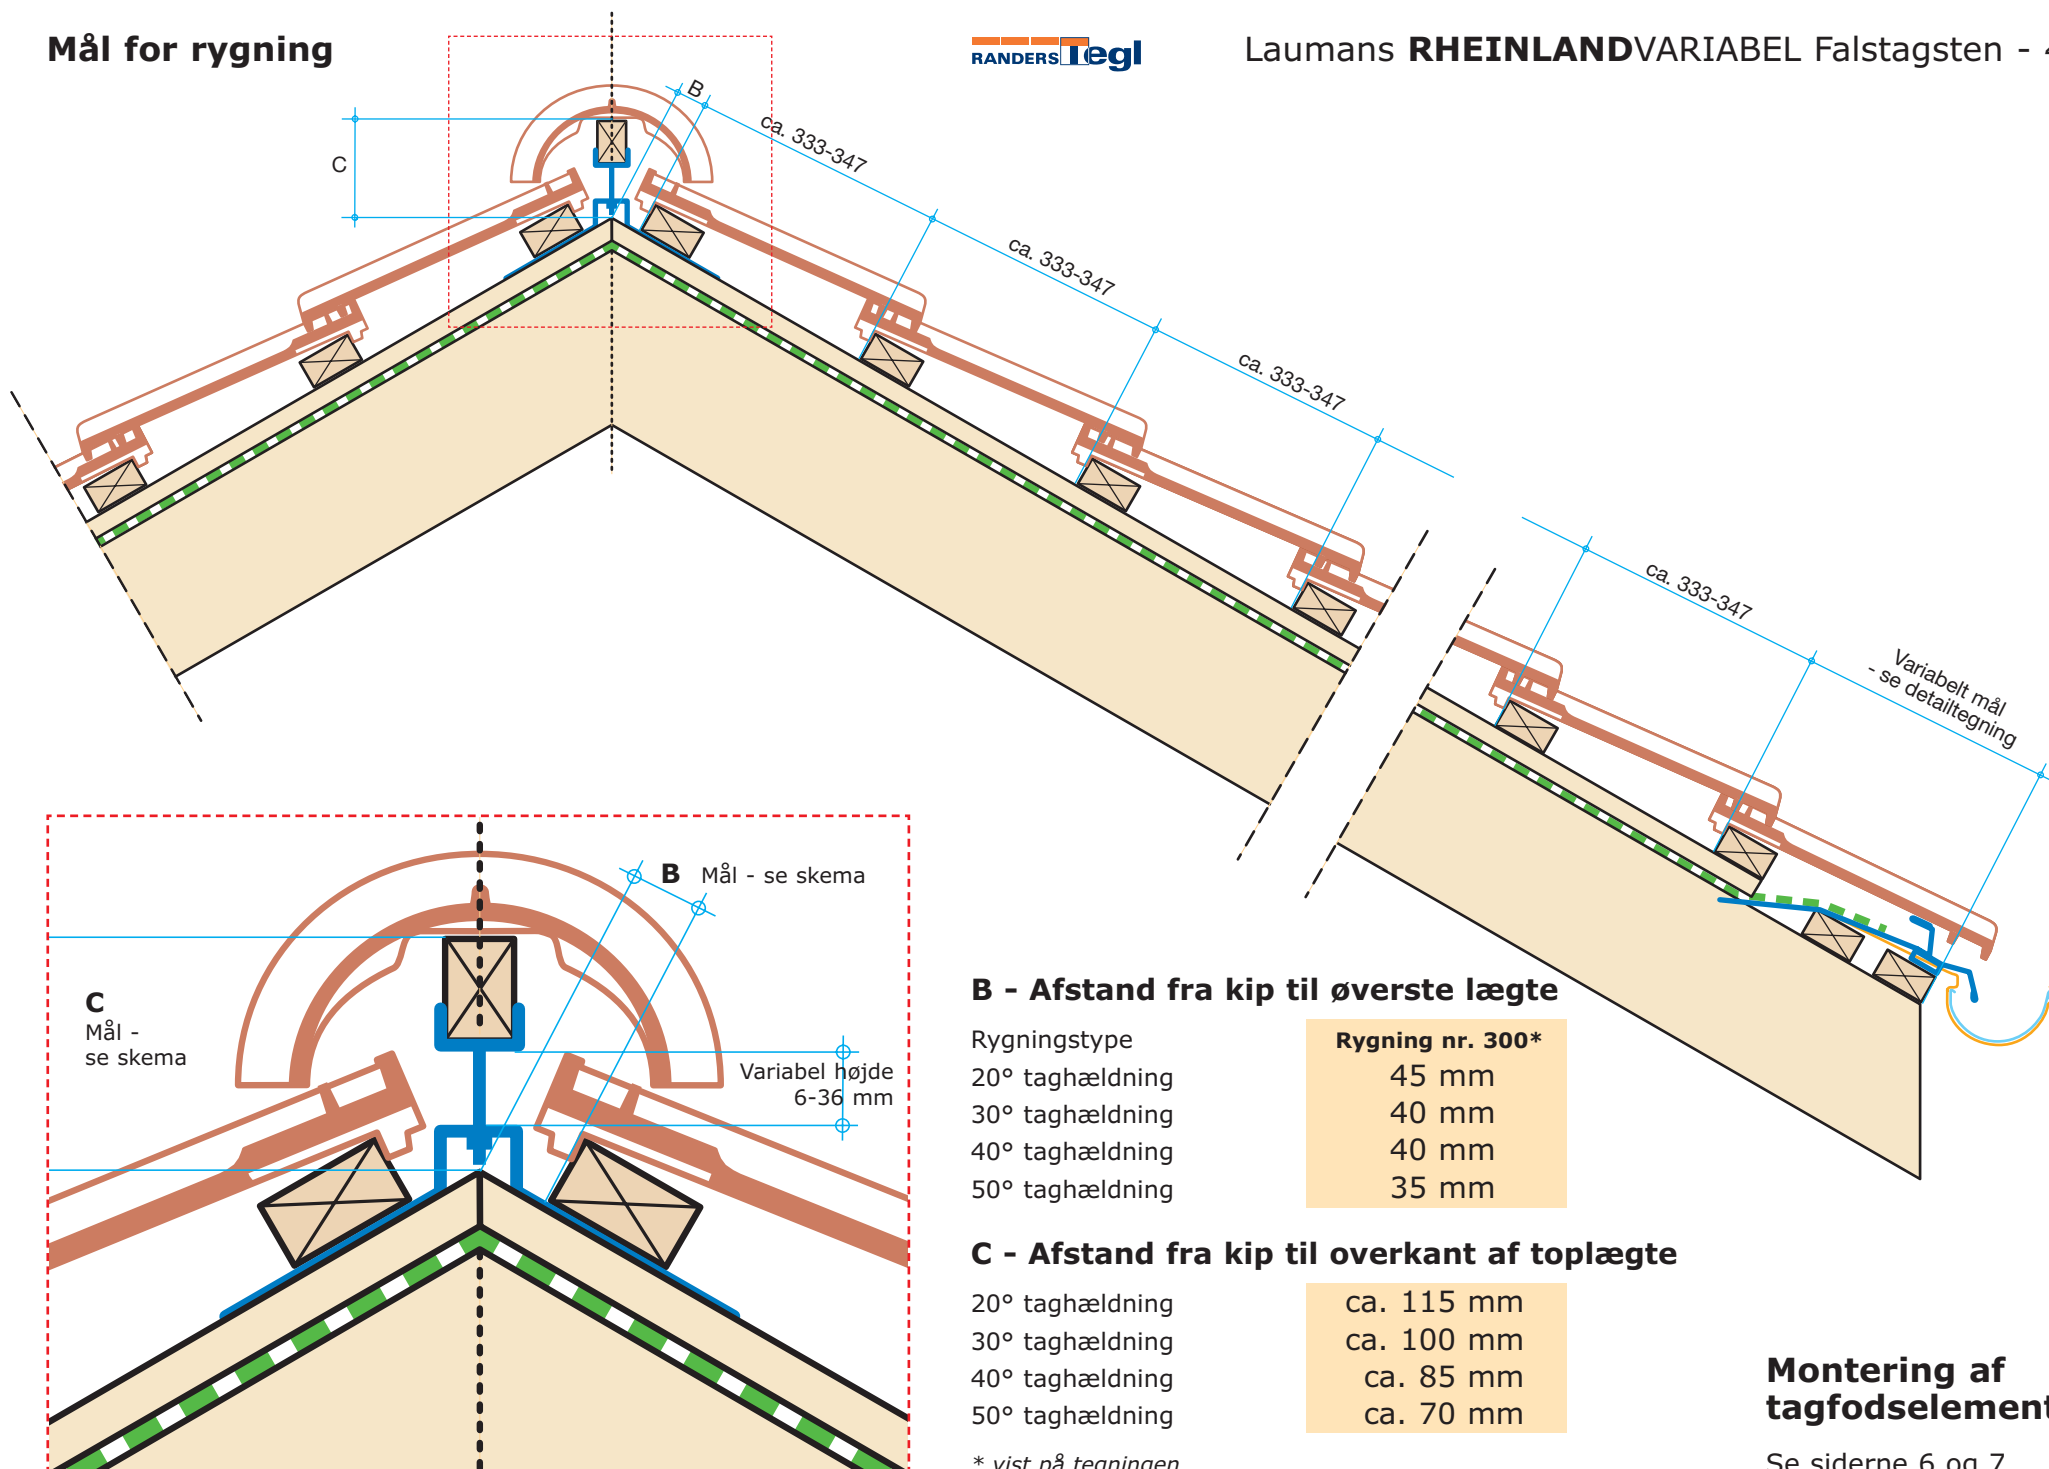 Mål for rygning
RANDERS Tegl
Laumans RHEINLANDVARIABEL Falstagsten -
B
C
ca. 333-347
ca. 333-347
ca. 333-347
ca. 333-347
Variabelt mål
- se detailtegning
B Mål - se skema
C
Mål -
se skema
Variabel højde
6-36 mm
B - Afstand fra kip til øverste lægte
Rygningstype Rygning nr. 300*
20° taghældning 45 mm
30° taghældning 40 mm
40° taghældning 40 mm
50° taghældning 35 mm
C - Afstand fra kip til overkant af toplægte
20° taghældning ca. 115 mm
30° taghældning ca. 100 mm
40° taghældning ca. 85 mm
50° taghældning ca. 70 mm
* vist på tegningen
Montering af
tagfodselement
Se siderne 6 og 7